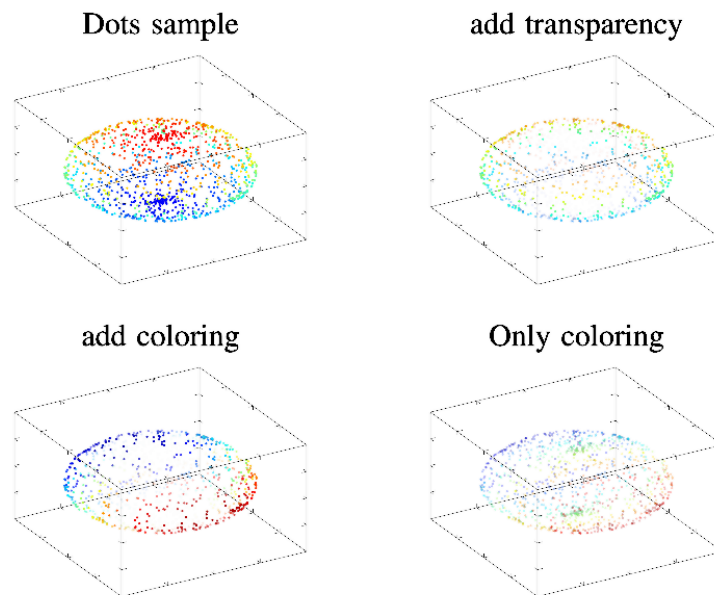 Dots sample
add transparency
add coloring
Only coloring